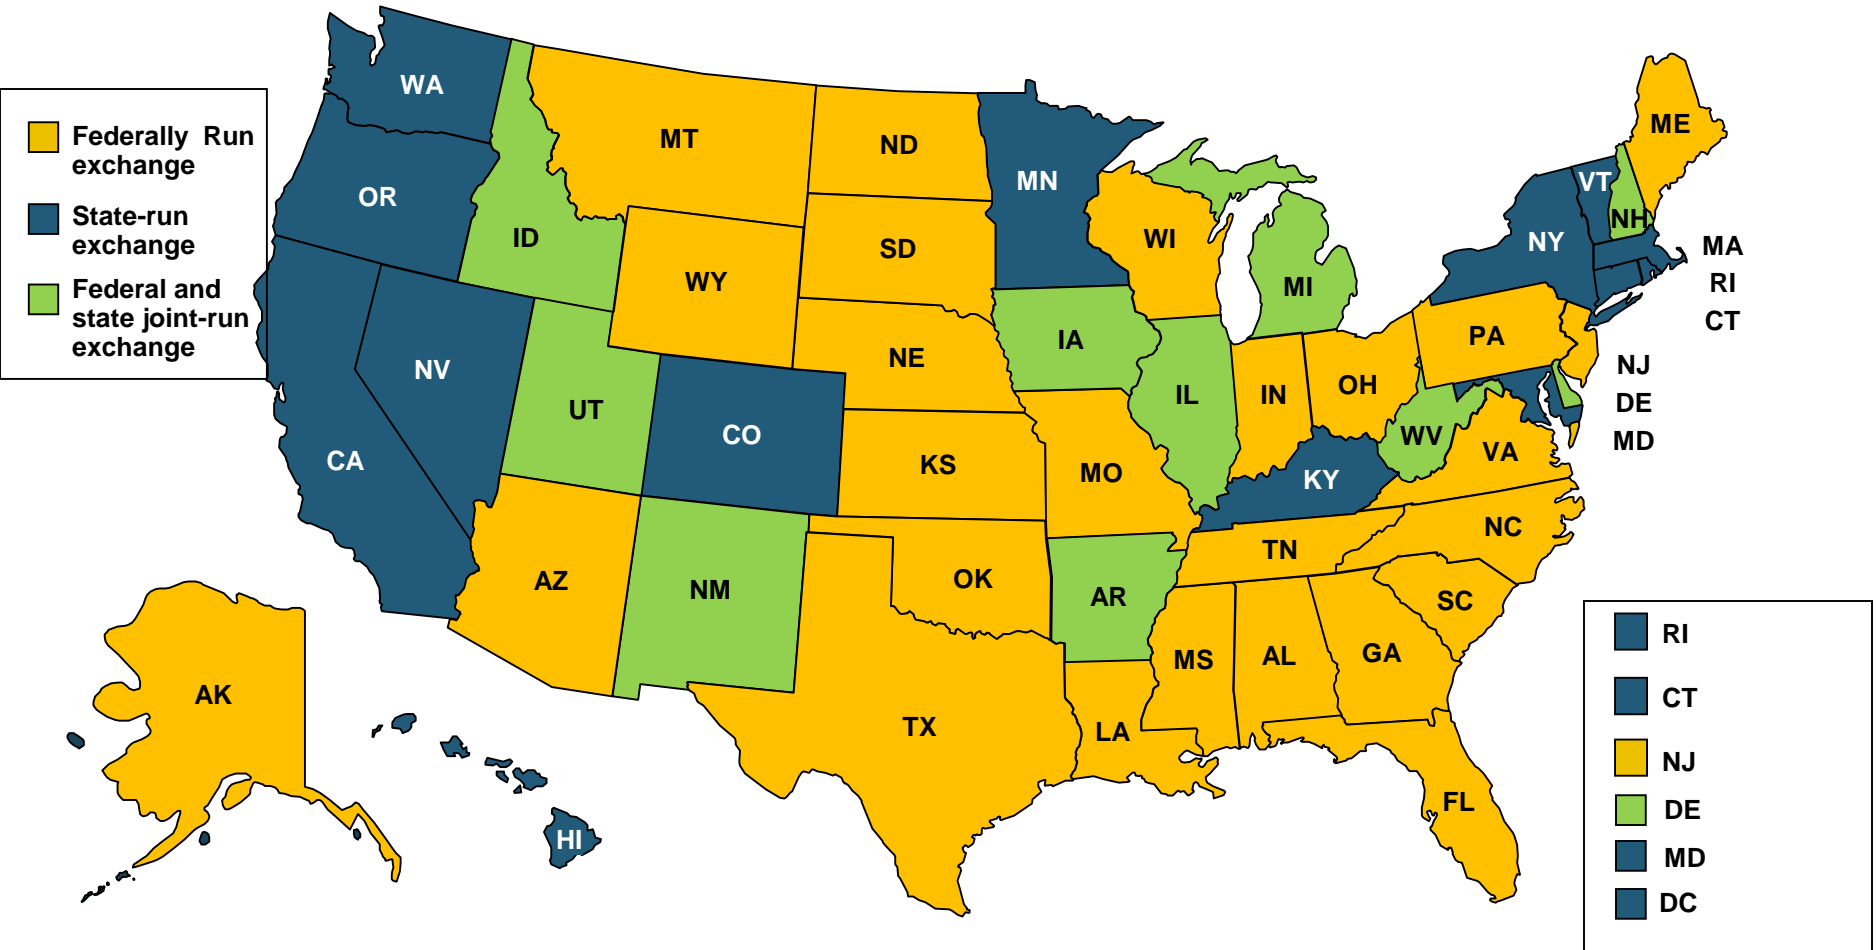 Federally Run
exchange
State-run
exchange
Federal and
state joint-run
exchange
WA
OR
CA
NV
ID
MT
WY
UT
CO
AZ
NM
ND
SD
NE
KS
OK
TX
MN
IA
MO
AR
LA
WI
IL
MI
IN
OH
KY
TN
MS
AL
GA
FL
SC
NC
VA
WV
PA
NY
VT
NH
ME
MA
RI
CT
NJ
DE
MD
AK
HI
RI
CT
NJ
DE
MD
DC